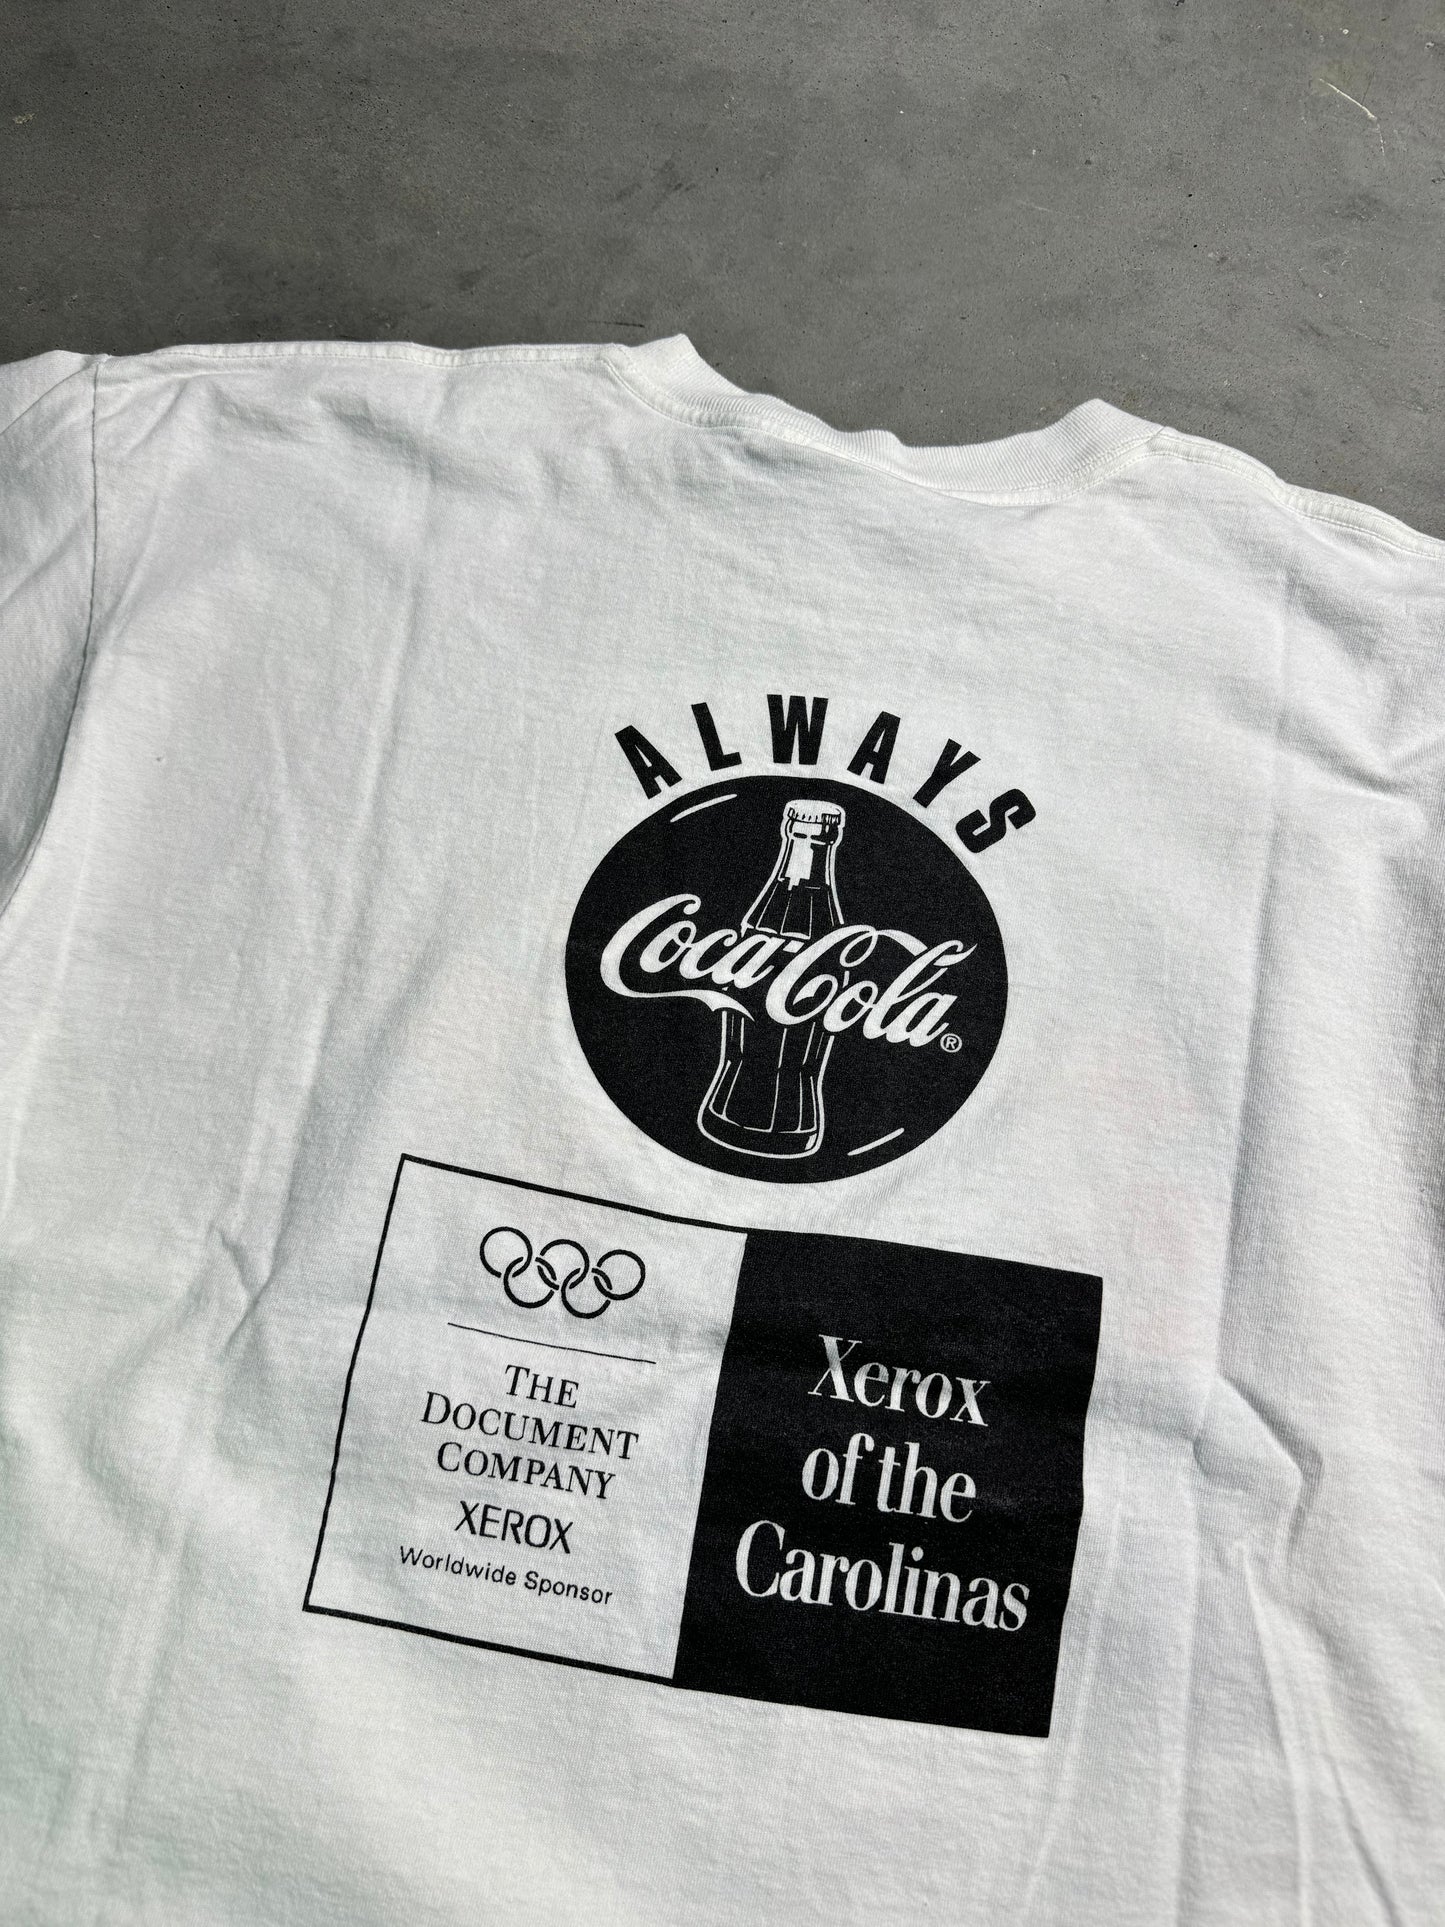 ALWAYS
Coca-Cola®
THE
DOCUMENT
COMPANY
XEROX
Worldwide Sponsor
Xerox
of the
Carolinas